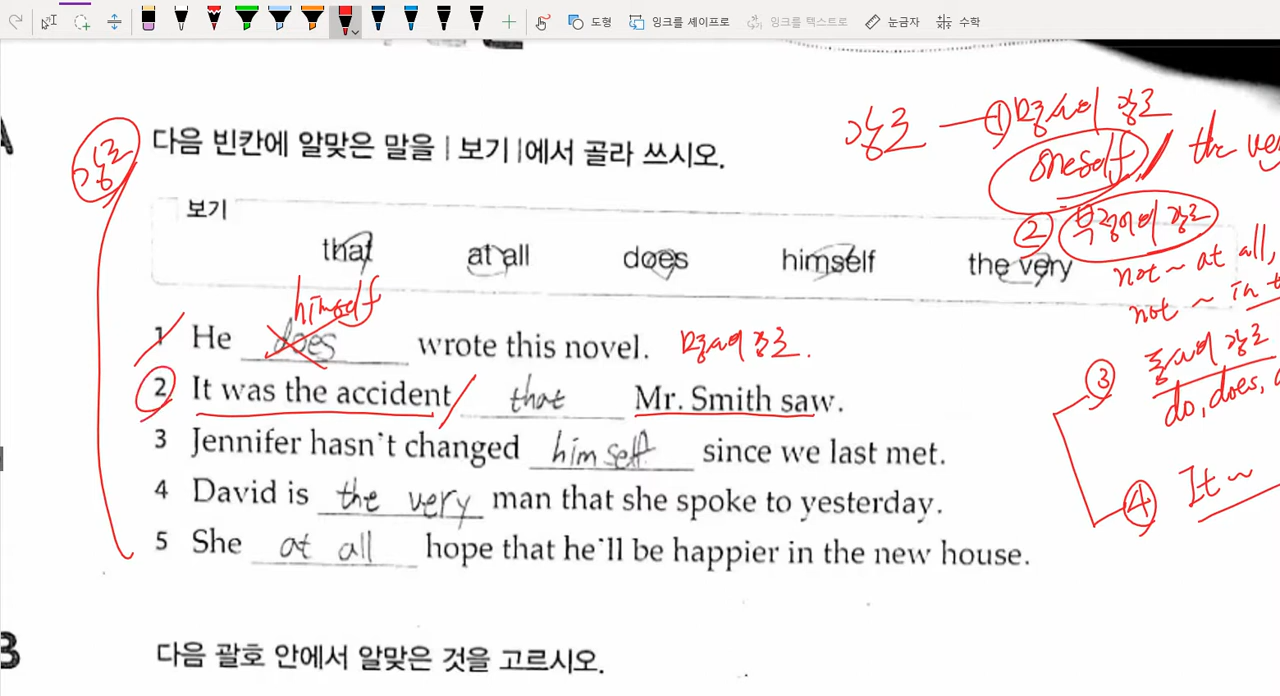 도형
잉크를 셰이프로
잉크를 텍스트로
눈금자
수학
A
강조
다음 빈칸에 알맞은 말을 | 보기 |에서 골라 쓰시오.
강조 ① 명사의 강조
oneself, the very
② 부정어의 강조
보기
that at all does himself the very
not~ at all,
not ~ in t
himself
1 He does wrote this novel. 명사의 강조.
③ 동사의 강조
do, does,
2 It was the accident / that Mr. Smith saw.
3 Jennifer hasn't changed himself since we last met.
④ It ~
4 David is the very man that she spoke to yesterday.
5 She at all hope that he'll be happier in the new house.
B
다음 괄호 안에서 알맞은 것을 고르시오.